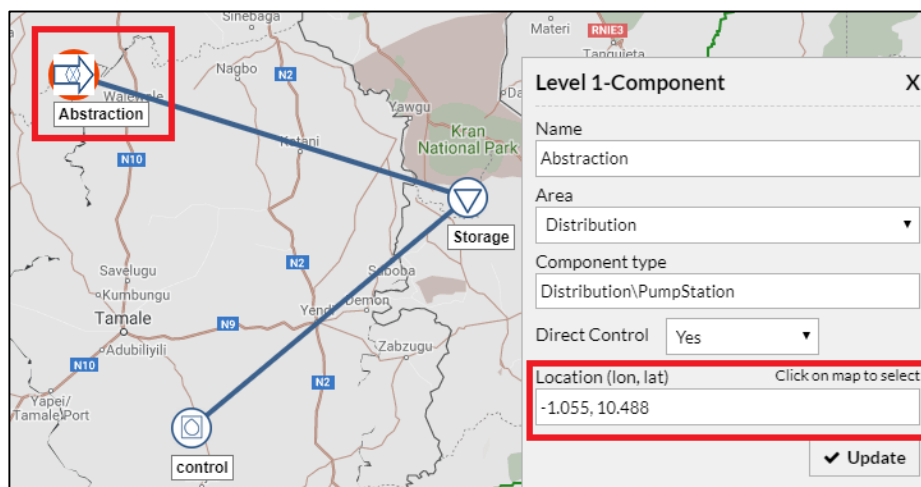 Sinebaga
Materi
RNIE3
Tanguieta
Nagbo
N2
Abstraction
Yawgu
Kran
National Park
N10
Storage
Savelugu
N2
Saboba
Kumbungu
Yendi
Demon
Tamale
N9
Adubiliyili
Zabzugu
N10
N2
Yapei/
Tamale Port
control
Level 1-Component
X
Name
Abstraction
Area
Distribution
Component type
Distribution\PumpStation
Direct Control
Yes
Location (lon, lat)
Click on map to select
-1.055, 10.488
Update